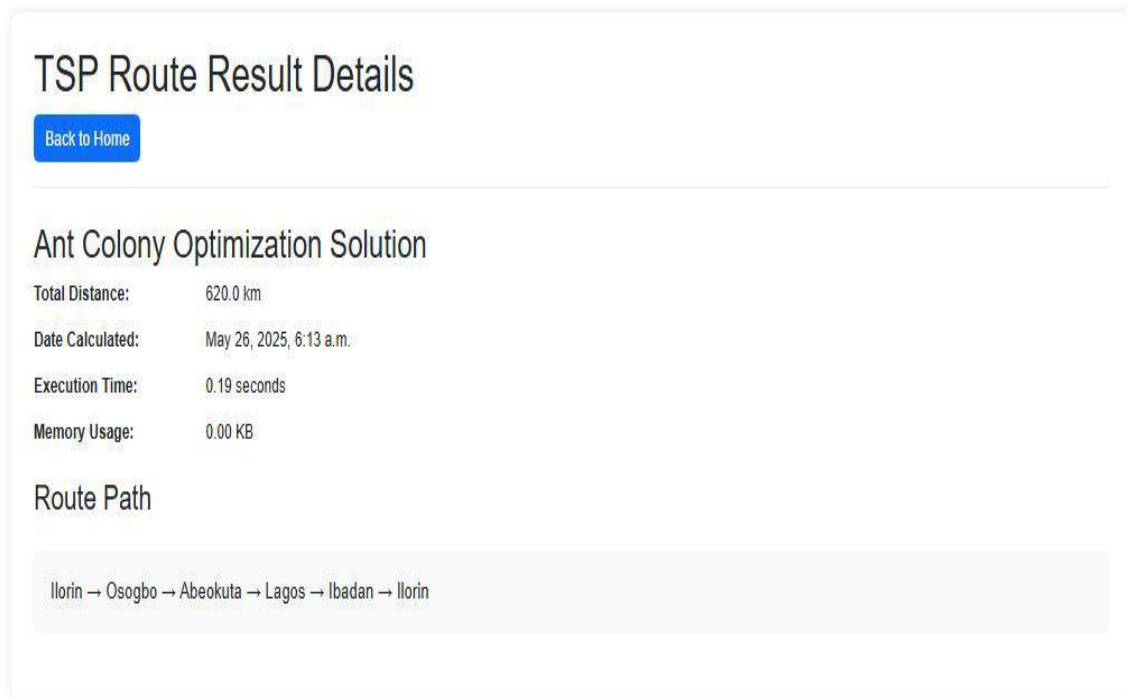 TSP Route Result Details
Back to Home
Ant Colony Optimization Solution
Total Distance: 620.0 km
Date Calculated: May 26, 2025, 6:13 a.m.
Execution Time: 0.19 seconds
Memory Usage: 0.00 KB
Route Path
Ilorin → Osogbo → Abeokuta → Lagos → Ibadan → Ilorin